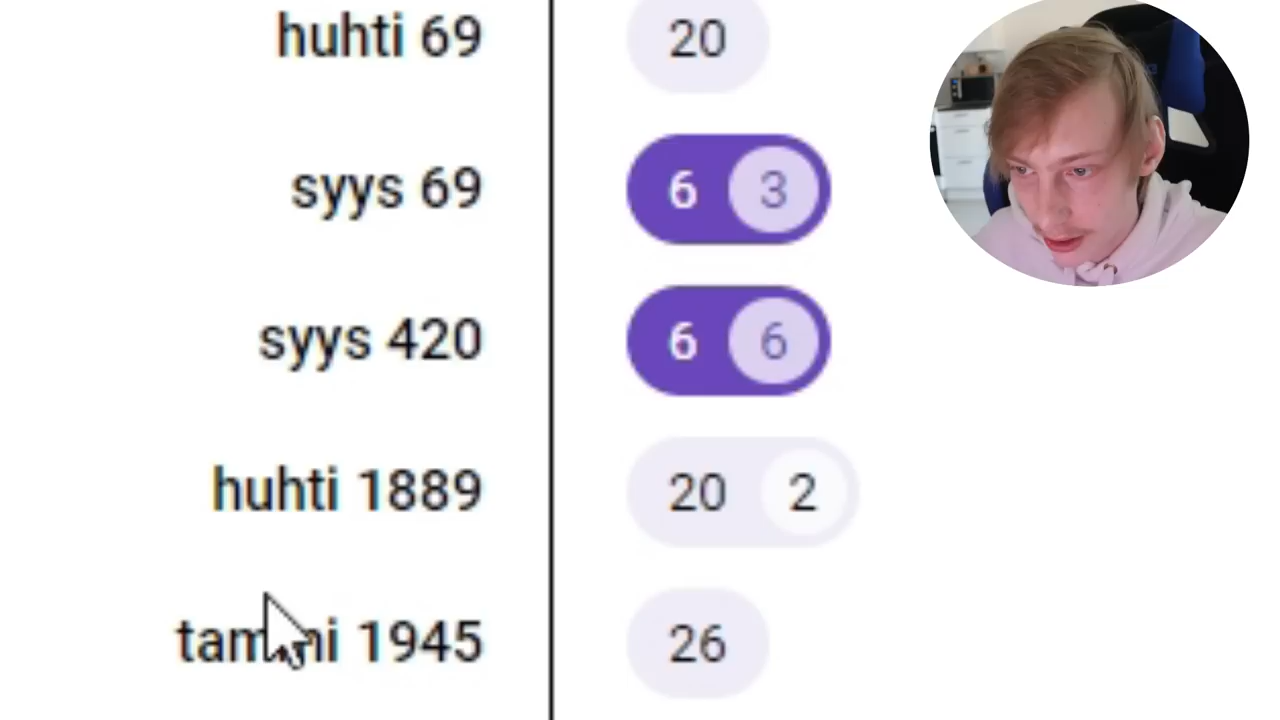 huhti 69 20
syys 69 6 3
syys 420 6 6
huhti 1889 20 2
1945 26